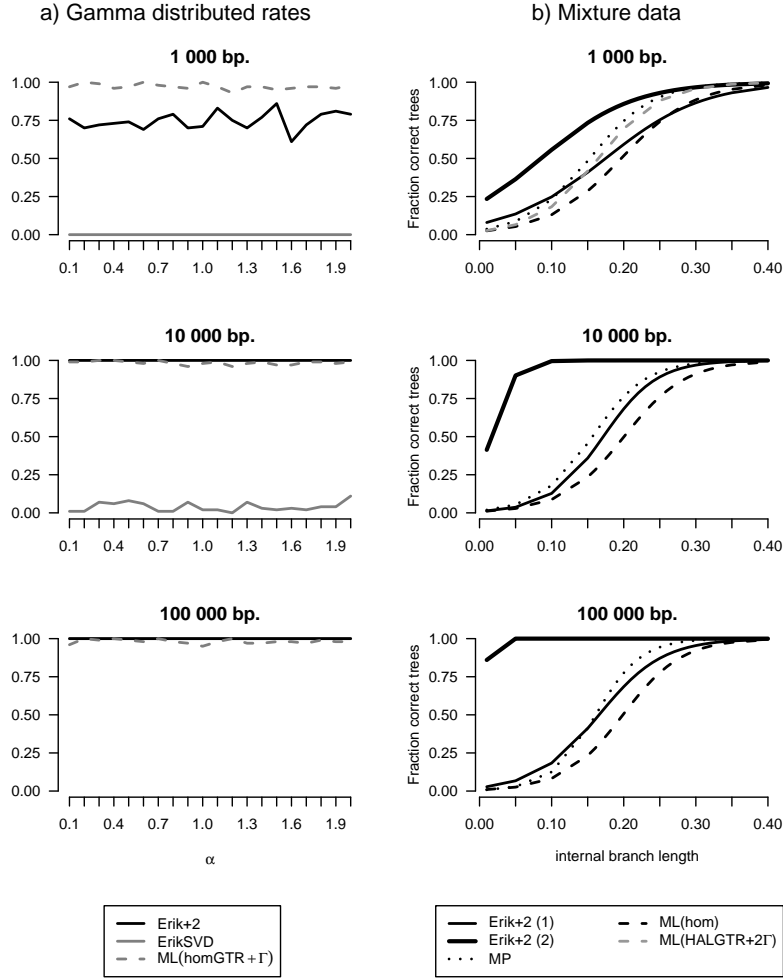 a) Gamma distributed rates
1 000 bp.
1.00
0.75
0.50
0.25
0.00
0.1 0.4 0.7 1.0 1.3 1.6 1.9
10 000 bp.
1.00
0.75
0.50
0.25
0.00
0.1 0.4 0.7 1.0 1.3 1.6 1.9
100 000 bp.
1.00
0.75
0.50
0.25
0.00
0.1 0.4 0.7 1.0 1.3 1.6 1.9
α
Erik+2
ErikSVD
ML(homGTR+Γ)
b) Mixture data
1 000 bp.
Fraction correct trees
1.00
0.75
0.50
0.25
0.00
0.00 0.10 0.20 0.30 0.40
10 000 bp.
Fraction correct trees
1.00
0.75
0.50
0.25
0.00
0.00 0.10 0.20 0.30 0.40
100 000 bp.
Fraction correct trees
1.00
0.75
0.50
0.25
0.00
0.00 0.10 0.20 0.30 0.40
internal branch length
Erik+2 (1)
Erik+2 (2)
MP
ML(hom)
ML(HALGTR+2Γ)